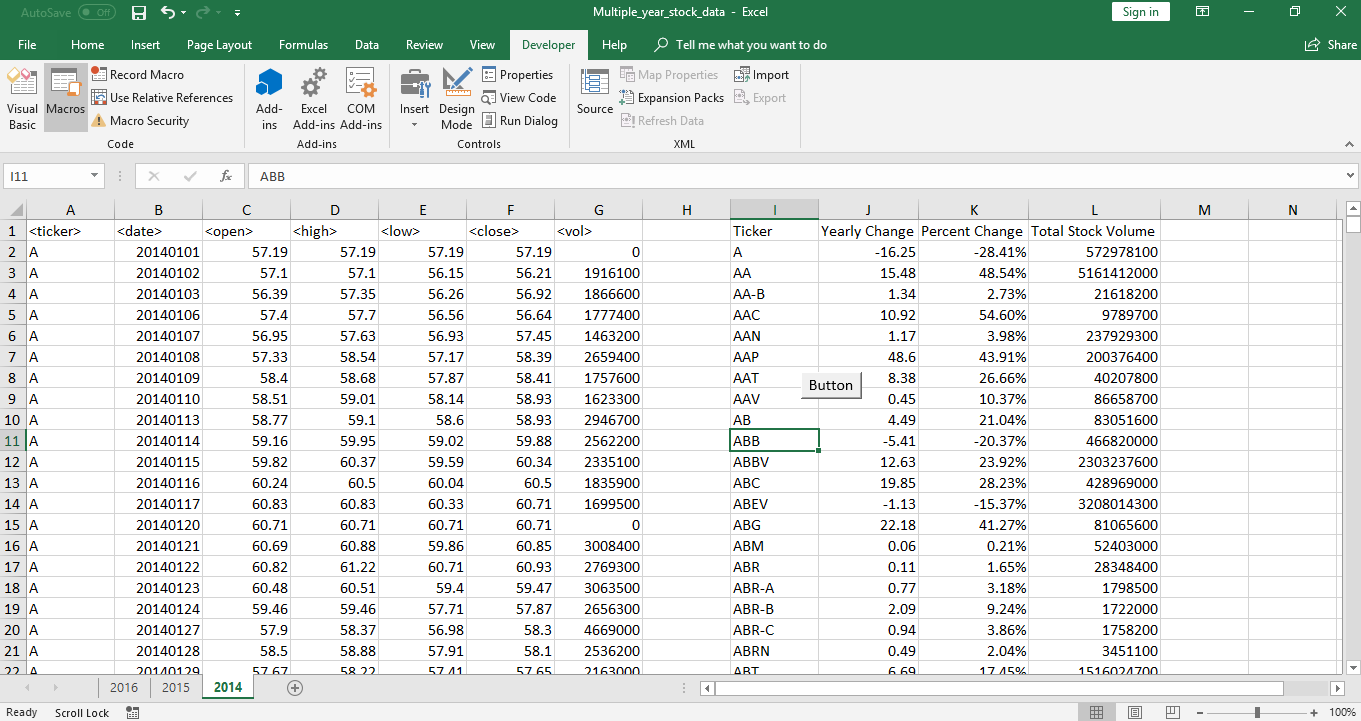 AutoSave Off Multiple_year_stock_data - Excel Sign in
File Home Insert Page Layout Formulas Data Review View Developer Help Tell me what you want to do Share
Visual Basic
Macros
Record Macro
Use Relative References
Macro Security
Code
Add-ins
Excel Add-ins
COM Add-ins
Add-ins
Insert
Design Mode
Properties
View Code
Run Dialog
Controls
Source
Map Properties
Expansion Packs
Refresh Data
Import
Export
XML
I11 fx ABB
A B C D E F G H I J K L M N
1 <ticker> <date> <open> <high> <low> <close> <vol> Ticker Yearly Change Percent Change Total Stock Volume
2 A 20140101 57.19 57.19 57.19 57.19 0 A -16.25 -28.41% 572978100
3 A 20140102 57.1 57.1 56.15 56.21 1916100 AA 15.48 48.54% 5161412000
4 A 20140103 56.39 57.35 56.26 56.92 1866600 AA-B 1.34 2.73% 21618200
5 A 20140106 57.4 57.7 56.56 56.64 1777400 AAC 10.92 54.60% 9789700
6 A 20140107 56.95 57.63 56.93 57.45 1463200 AAN 1.17 3.98% 237929300
7 A 20140108 57.33 58.54 57.17 58.39 2659400 AAP 48.6 43.91% 200376400
8 A 20140109 58.4 58.68 57.87 58.41 1757600 AAT 8.38 26.66% 40207800
Button
9 A 20140110 58.51 59.01 58.14 58.93 1623300 AAV 0.45 10.37% 86658700
10 A 20140113 58.77 59.1 58.6 58.93 2946700 AB 4.49 21.04% 83051600
11 A 20140114 59.16 59.95 59.02 59.88 2562200 ABB -5.41 -20.37% 466820000
12 A 20140115 59.82 60.37 59.59 60.34 2335100 ABBV 12.63 23.92% 2303237600
13 A 20140116 60.24 60.5 60.04 60.5 1835900 ABC 19.85 28.23% 428969000
14 A 20140117 60.83 60.83 60.33 60.71 1699500 ABEV -1.13 -15.37% 3208014300
15 A 20140120 60.71 60.71 60.71 60.71 0 ABG 22.18 41.27% 81065600
16 A 20140121 60.69 60.88 59.86 60.85 3008400 ABM 0.06 0.21% 52403000
17 A 20140122 60.82 61.22 60.71 60.93 2769300 ABR 0.11 1.65% 28348400
18 A 20140123 60.48 60.51 59.4 59.47 3063500 ABR-A 0.77 3.18% 1798500
19 A 20140124 59.46 59.46 57.71 57.87 2656300 ABR-B 2.09 9.24% 1722000
20 A 20140127 57.9 58.37 56.98 58.3 4669000 ABR-C 0.94 3.86% 1758200
21 A 20140128 58.5 58.88 57.91 58.1 2536200 ABRN 0.49 2.04% 3451100
22 A 20140129 57.67 58.22 57.41 57.65 2163000 ABT 6.69 17.45% 1516024700
2016 2015 2014
Ready Scroll Lock 100%